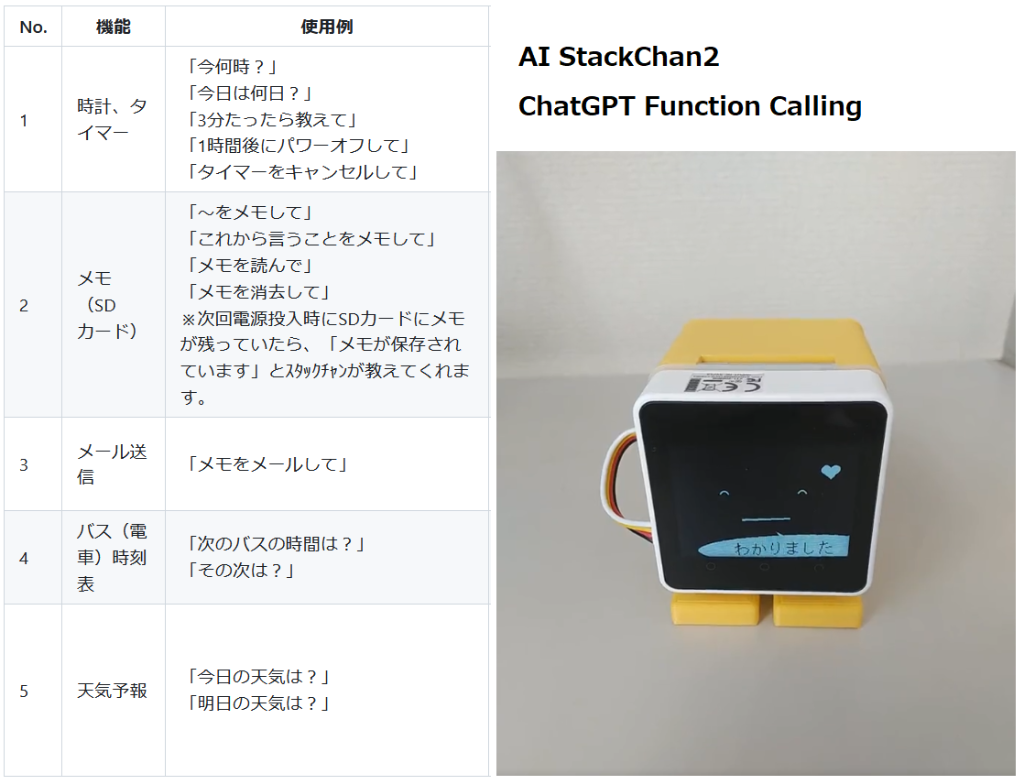 No. 機能 使用例
1 時計、タイマー
「今何時？」
「今日は何日？」
「3分たったら教えて」
「1時間後にパワーオフして」
「タイマーをキャンセルして」
2 メモ
（SD
カード）
「～をメモして」
「これから言うことをメモして」
「メモを読んで」
「メモを消去して」
※次回電源投入時にSDカードにメモ
が残っていたら、「メモが保存され
ています」とｽﾀｯｸﾁｬﾝが教えてくれま
す。
3 メール送
信
「メモをメールして」
4 バス（電
車）時刻
表
「次のバスの時間は？」
「その次は？」
5 天気予報
「今日の天気は？」
「明日の天気は？」
AI StackChan2
ChatGPT Function Calling
わかりました